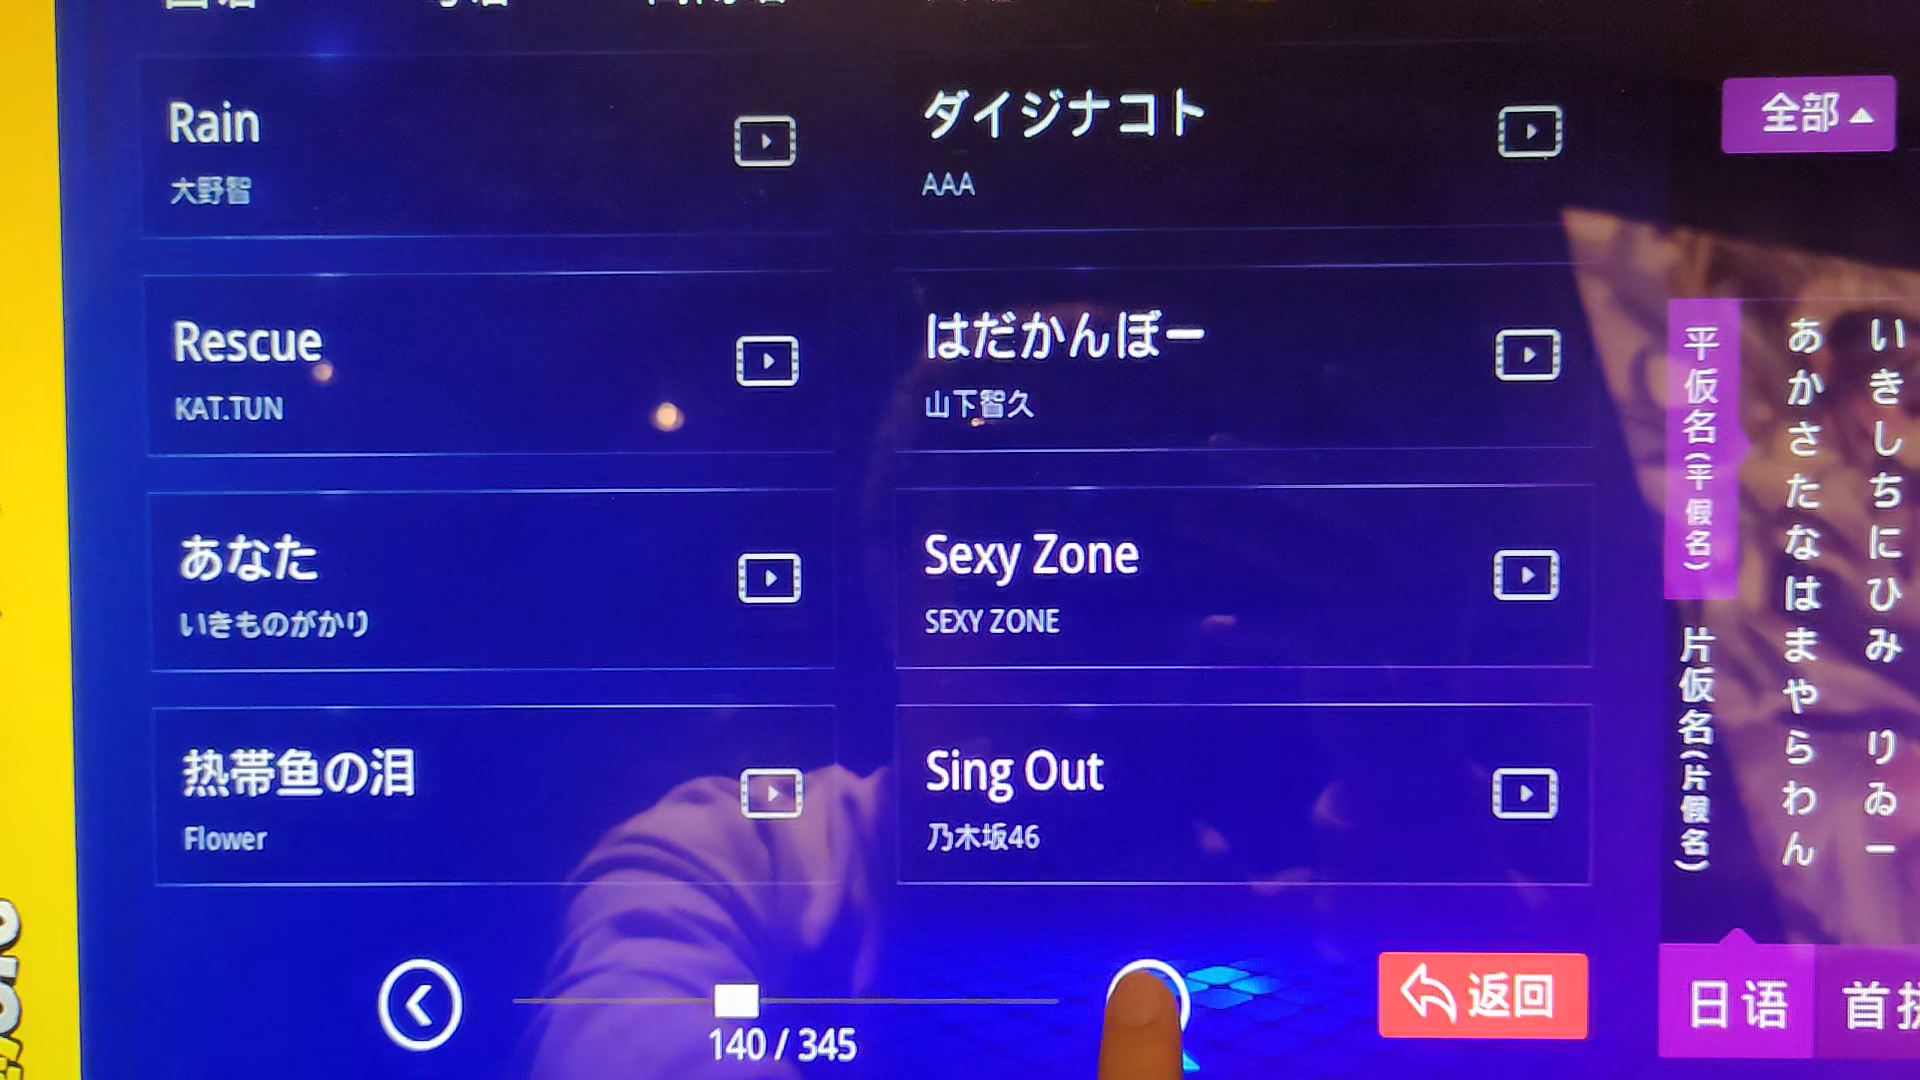 Rain
大野智
ダイジナコト
AAA
全部
Rescue
KAT.TUN
はだかんぼー
山下智久
あなた
いきものがかり
Sexy Zone
SEXY ZONE
热帯鱼の泪
Flower
Sing Out
乃木坂46
平仮名(平假名)
片仮名(片假名)
あかさたなはまやらわん
いきしちにひみ りゐー
140 / 345
返回
日语
首拼